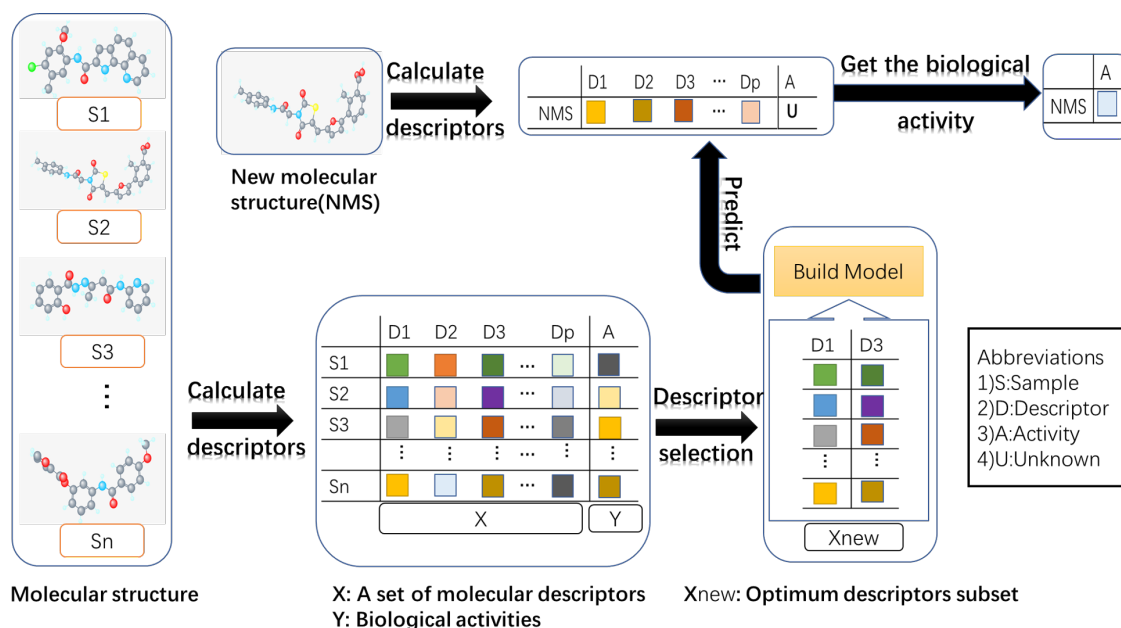 S1
S2
S3
⋮
Sn
Molecular structure
New molecular
structure(NMS)
Calculate
descriptors
D1 D2 D3 ··· Dp A
NMS ··· U
Get the biological
activity
A
NMS
Predict
Calculate
descriptors
D1 D2 D3 Dp A
S1 ···
S2 ···
S3 ···
⋮ ⋮ ⋮ ⋮ ⋮ ⋮
Sn ···
X Y
X: A set of molecular descriptors
Y: Biological activities
Descriptor
selection
Build Model
D1 D3
⋮ ⋮
Xnew
Xnew: Optimum descriptors subset
Abbreviations
1)S:Sample
2)D:Descriptor
3)A:Activity
4)U:Unknown